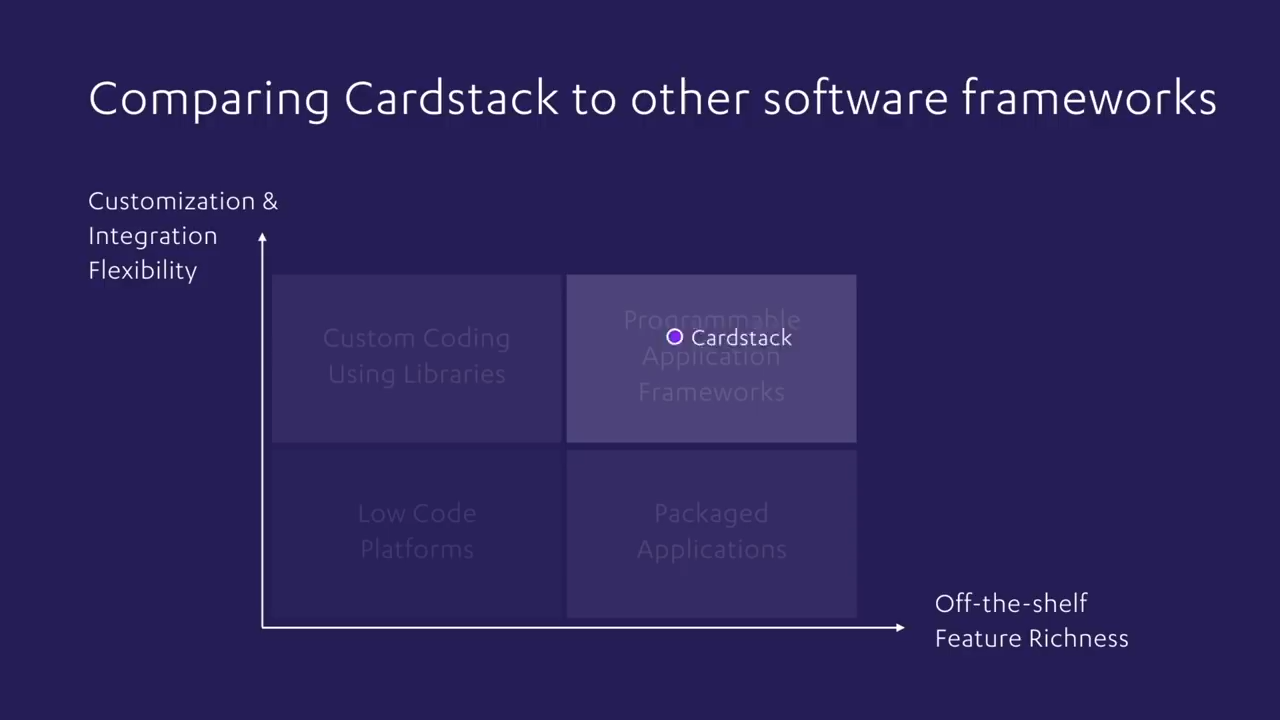 Comparing Cardstack to other software frameworks
Customization &
Integration
Flexibility
Custom Coding
Using Libraries
Programmable
Cardstack
Application
Frameworks
Low Code
Platforms
Packaged
Applications
Off-the-shelf
Feature Richness